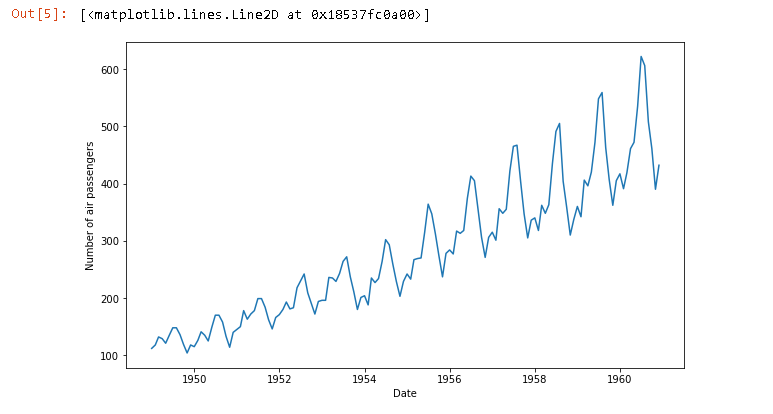 Out[5]: [<matplotlib.lines.Line2D at 0x18537fc0a00>]
600
500
400
300
200
100
Number of air passengers
1950 1952 1954 1956 1958 1960
Date